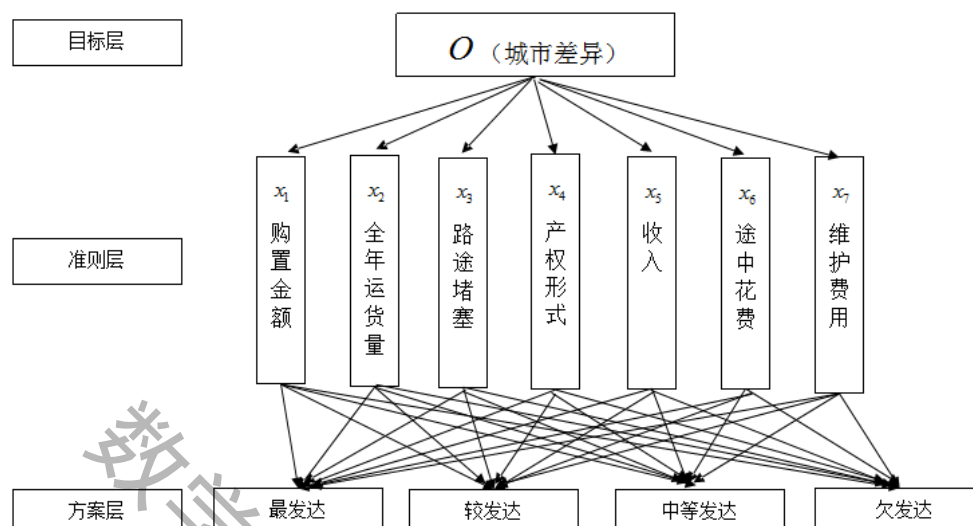 目标层
O（城市差异）
准则层
x₁ 购置金额
x₂ 全年运货量
x₃ 路途堵塞
x₄ 产权形式
x₅ 收入
x₆ 途中花费
x₇ 维护费用
方案层
最发达
较发达
中等发达
欠发达
数学